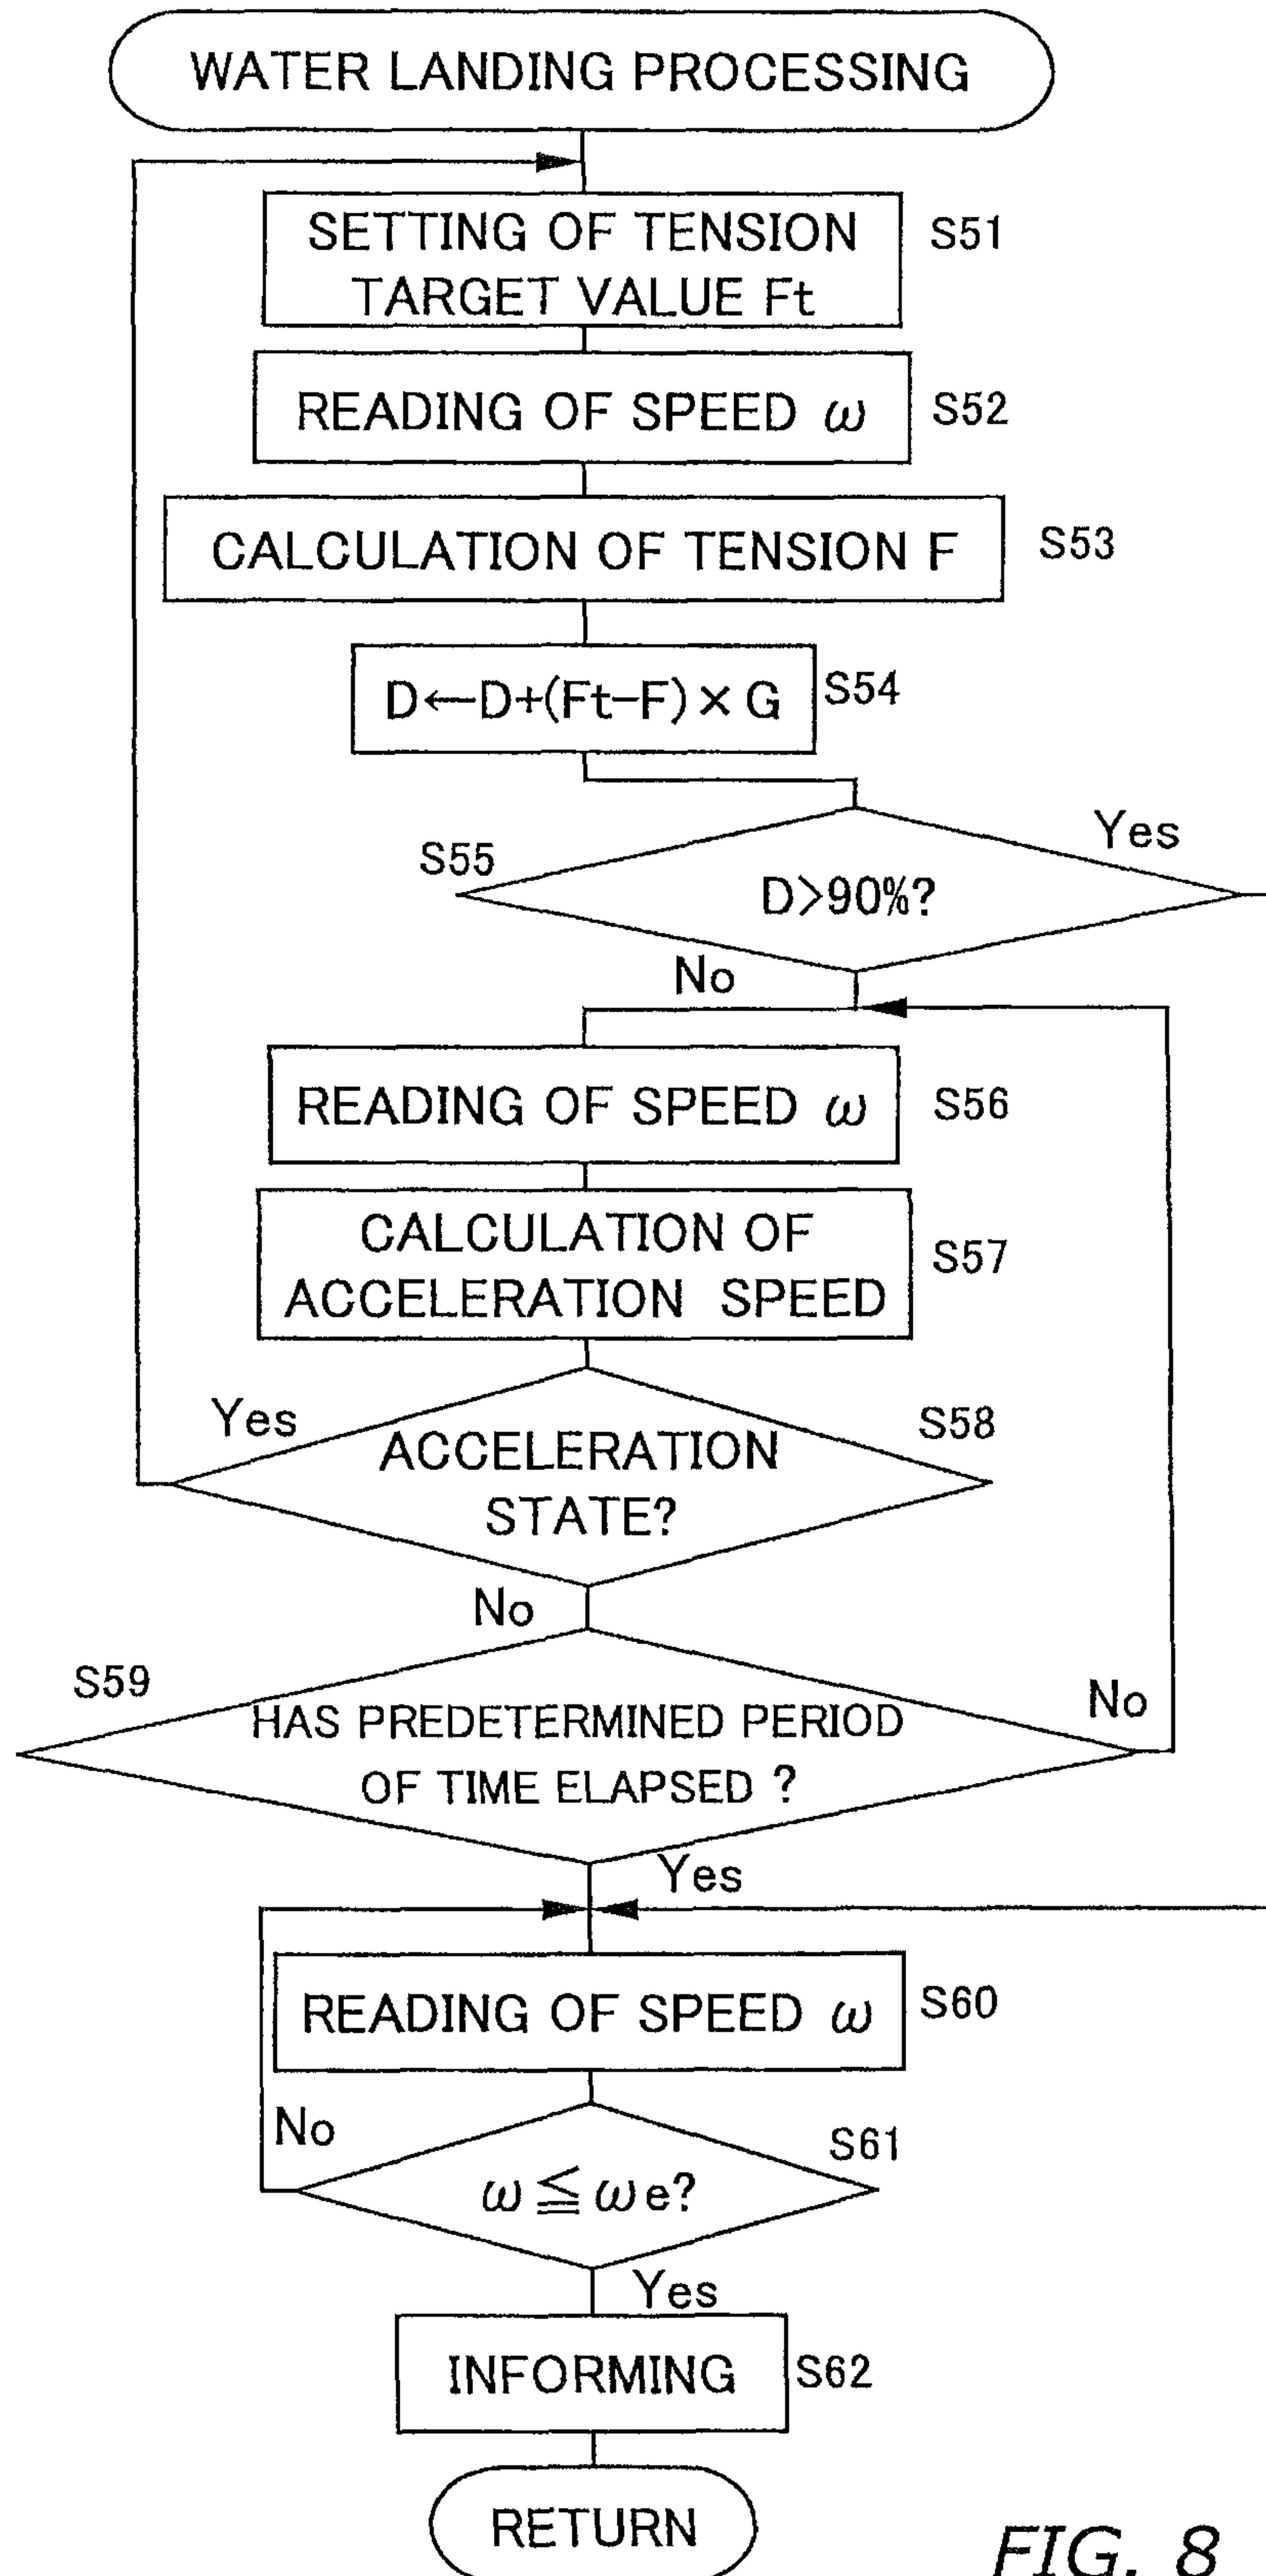 WATER LANDING PROCESSING
SETTING OF TENSION
TARGET VALUE Ft
S51
READING OF SPEED ω
S52
CALCULATION OF TENSION F
S53
D←D+(Ft-F)×G
S54
Yes
S55
D>90%?
No
READING OF SPEED ω
S56
CALCULATION OF
ACCELERATION SPEED
S57
Yes
S58
ACCELERATION
STATE?
No
S59
No
HAS PREDETERMINED PERIOD
OF TIME ELAPSED ?
Yes
READING OF SPEED ω
S60
No
S61
ω≦ωe?
Yes
INFORMING
S62
RETURN
FIG. 8